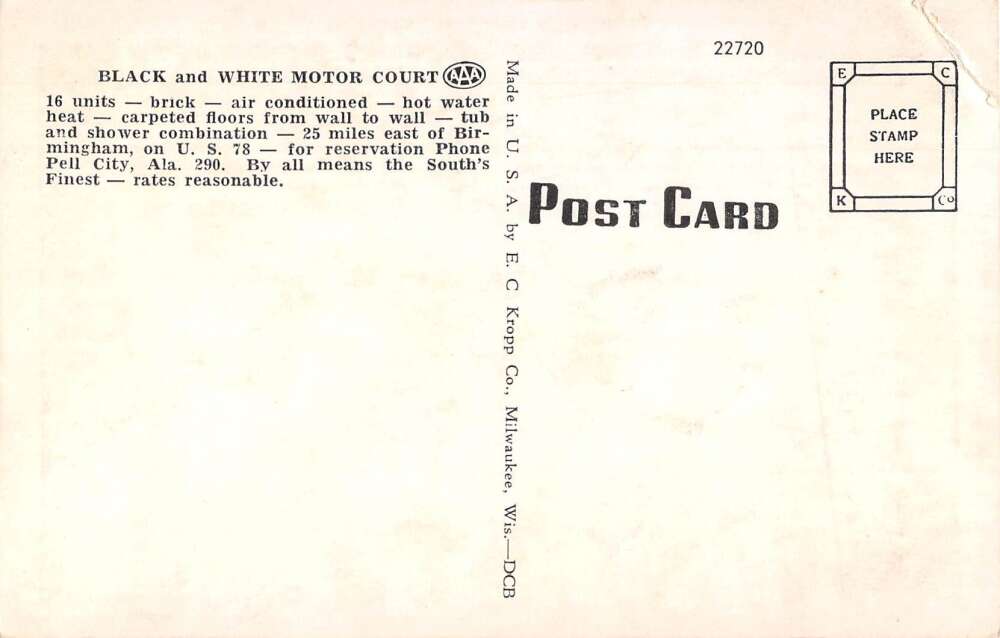 BLACK and WHITE MOTOR COURT AAA
16 units — brick — air conditioned — hot water
heat — carpeted floors from wall to wall — tub
and shower combination — 25 miles east of Bir-
mingham, on U. S. 78 — for reservation Phone
Pell City, Ala. 290. By all means the South's
Finest — rates reasonable.
Made in U. S. A. by E. C Kropp Co., Milwaukee, Wis.—DCB
22720
POST CARD
E C
PLACE
STAMP
HERE
K Co